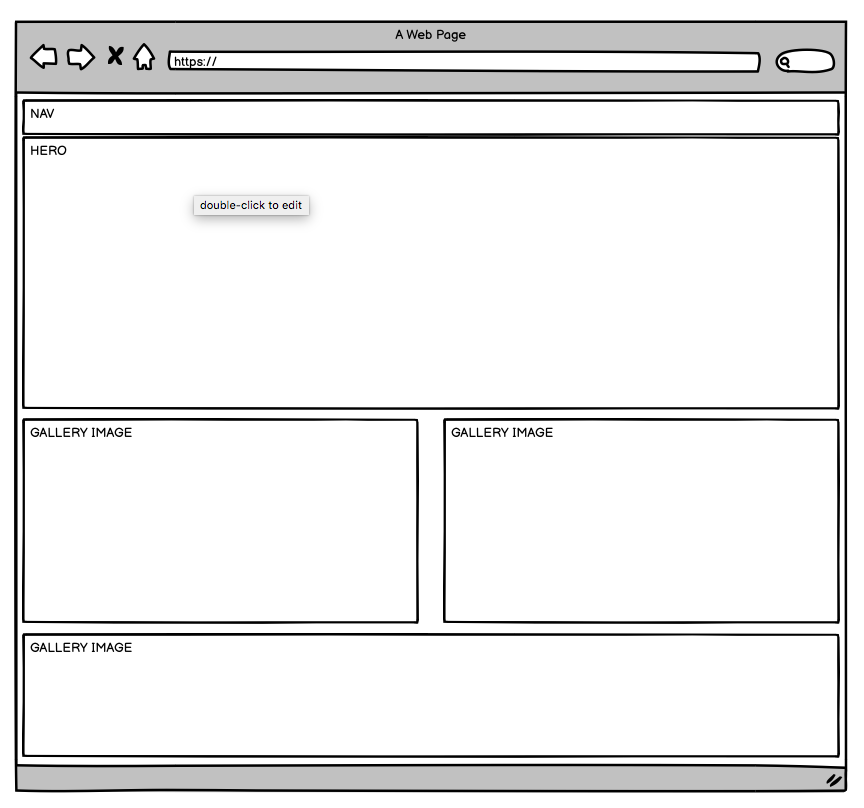 A Web Page
https://
NAV
HERO
double-click to edit
GALLERY IMAGE
GALLERY IMAGE
GALLERY IMAGE